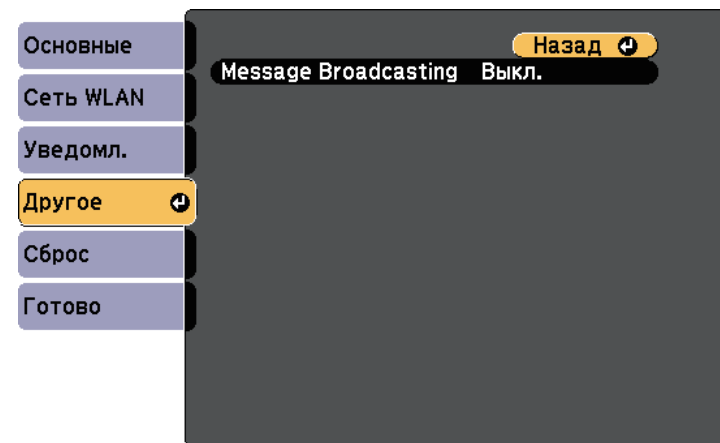 Основные
Сеть WLAN
Уведомл.
Другое
Сброс
Готово
Назад
Message Broadcasting Выкл.